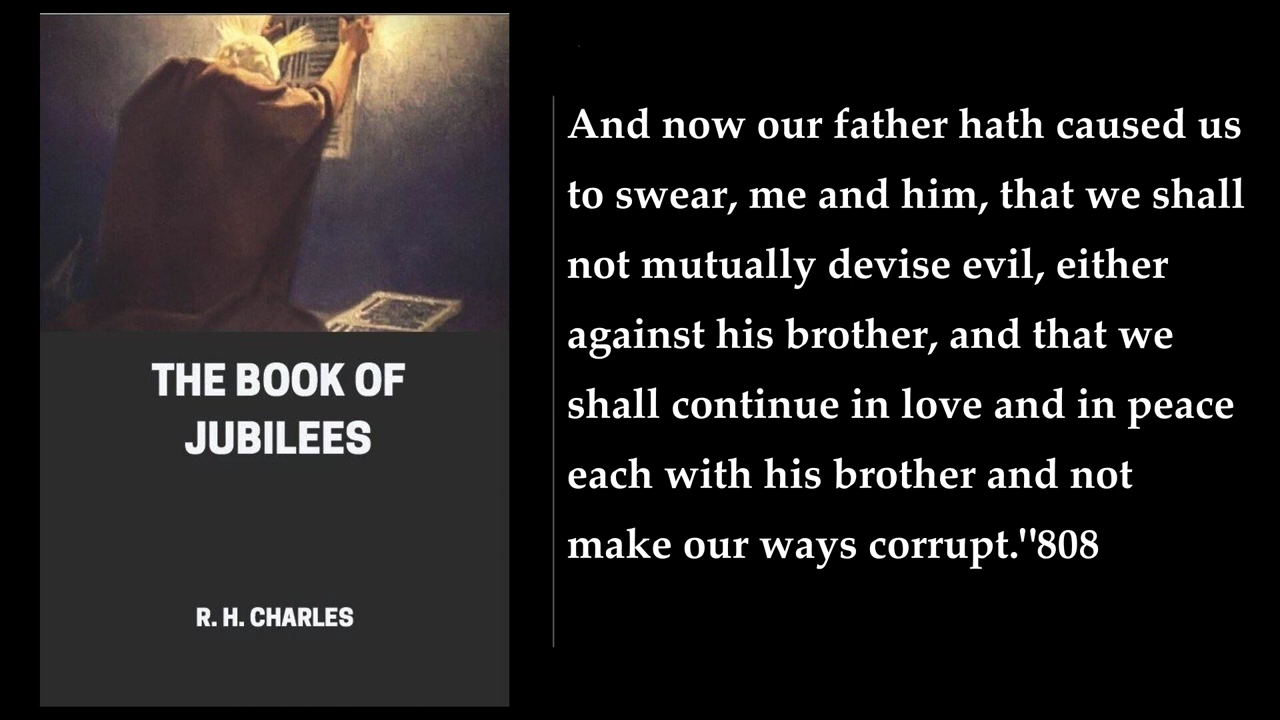 THE BOOK OF
JUBILEES
R. H. CHARLES
And now our father hath caused us
to swear, me and him, that we shall
not mutually devise evil, either
against his brother, and that we
shall continue in love and in peace
each with his brother and not
make our ways corrupt."808